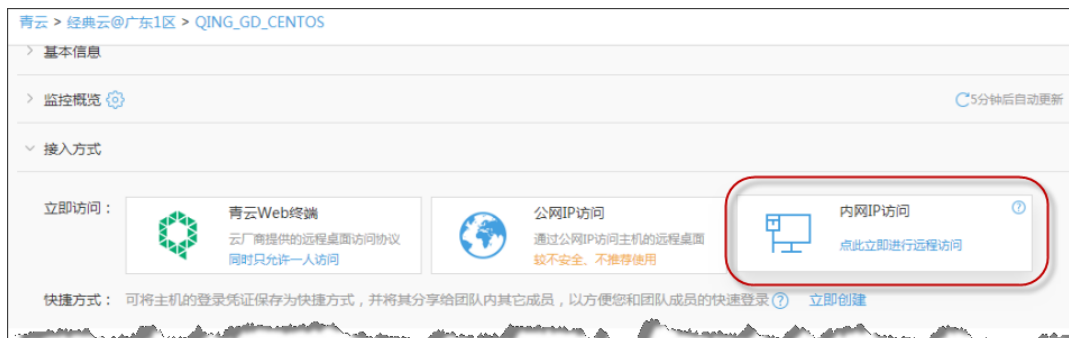 青云 > 经典云@广东1区 > QING_GD_CENTOS
基本信息
监控概览
5分钟后自动更新
接入方式
立即访问：
青云Web终端
云厂商提供的远程桌面访问协议
同时只允许一人访问
公网IP访问
通过公网IP访问主机的远程桌面
较不安全、不推荐使用
内网IP访问
点此立即进行远程访问
快捷方式： 可将主机的登录凭证保存为快捷方式，并将其分享给团队内其它成员，以方便您和团队成员的快速登录 立即创建